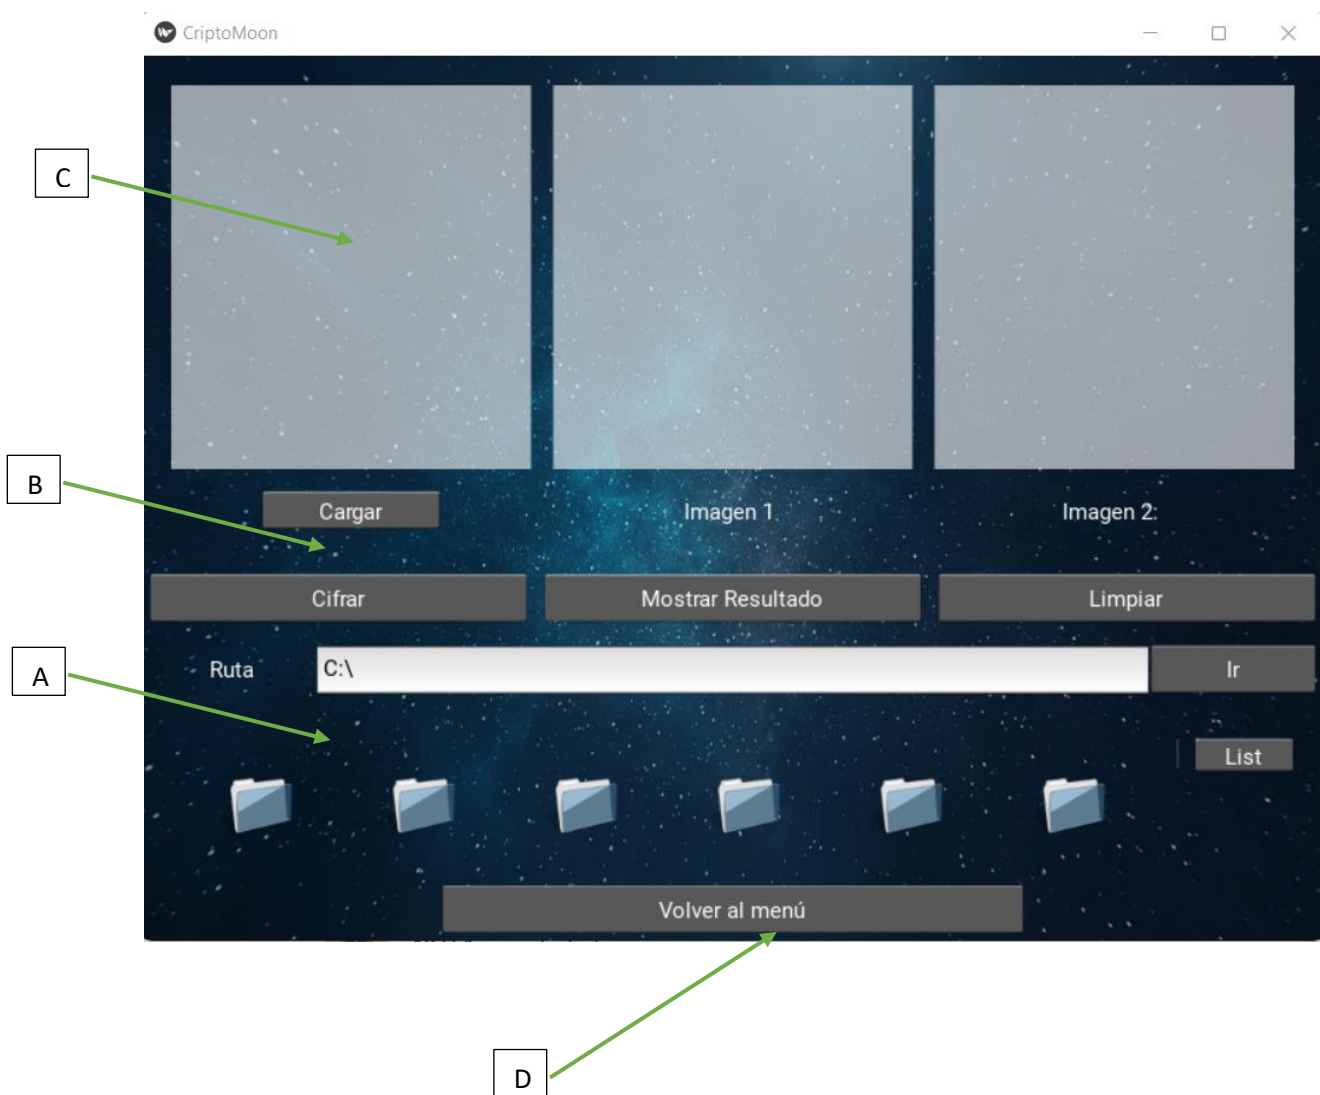 CriptoMoon
C
B
Cargar
Imagen 1
Imagen 2:
Cifrar
Mostrar Resultado
Limpiar
A
Ruta
C:\
Ir
List
Volver al menú
D